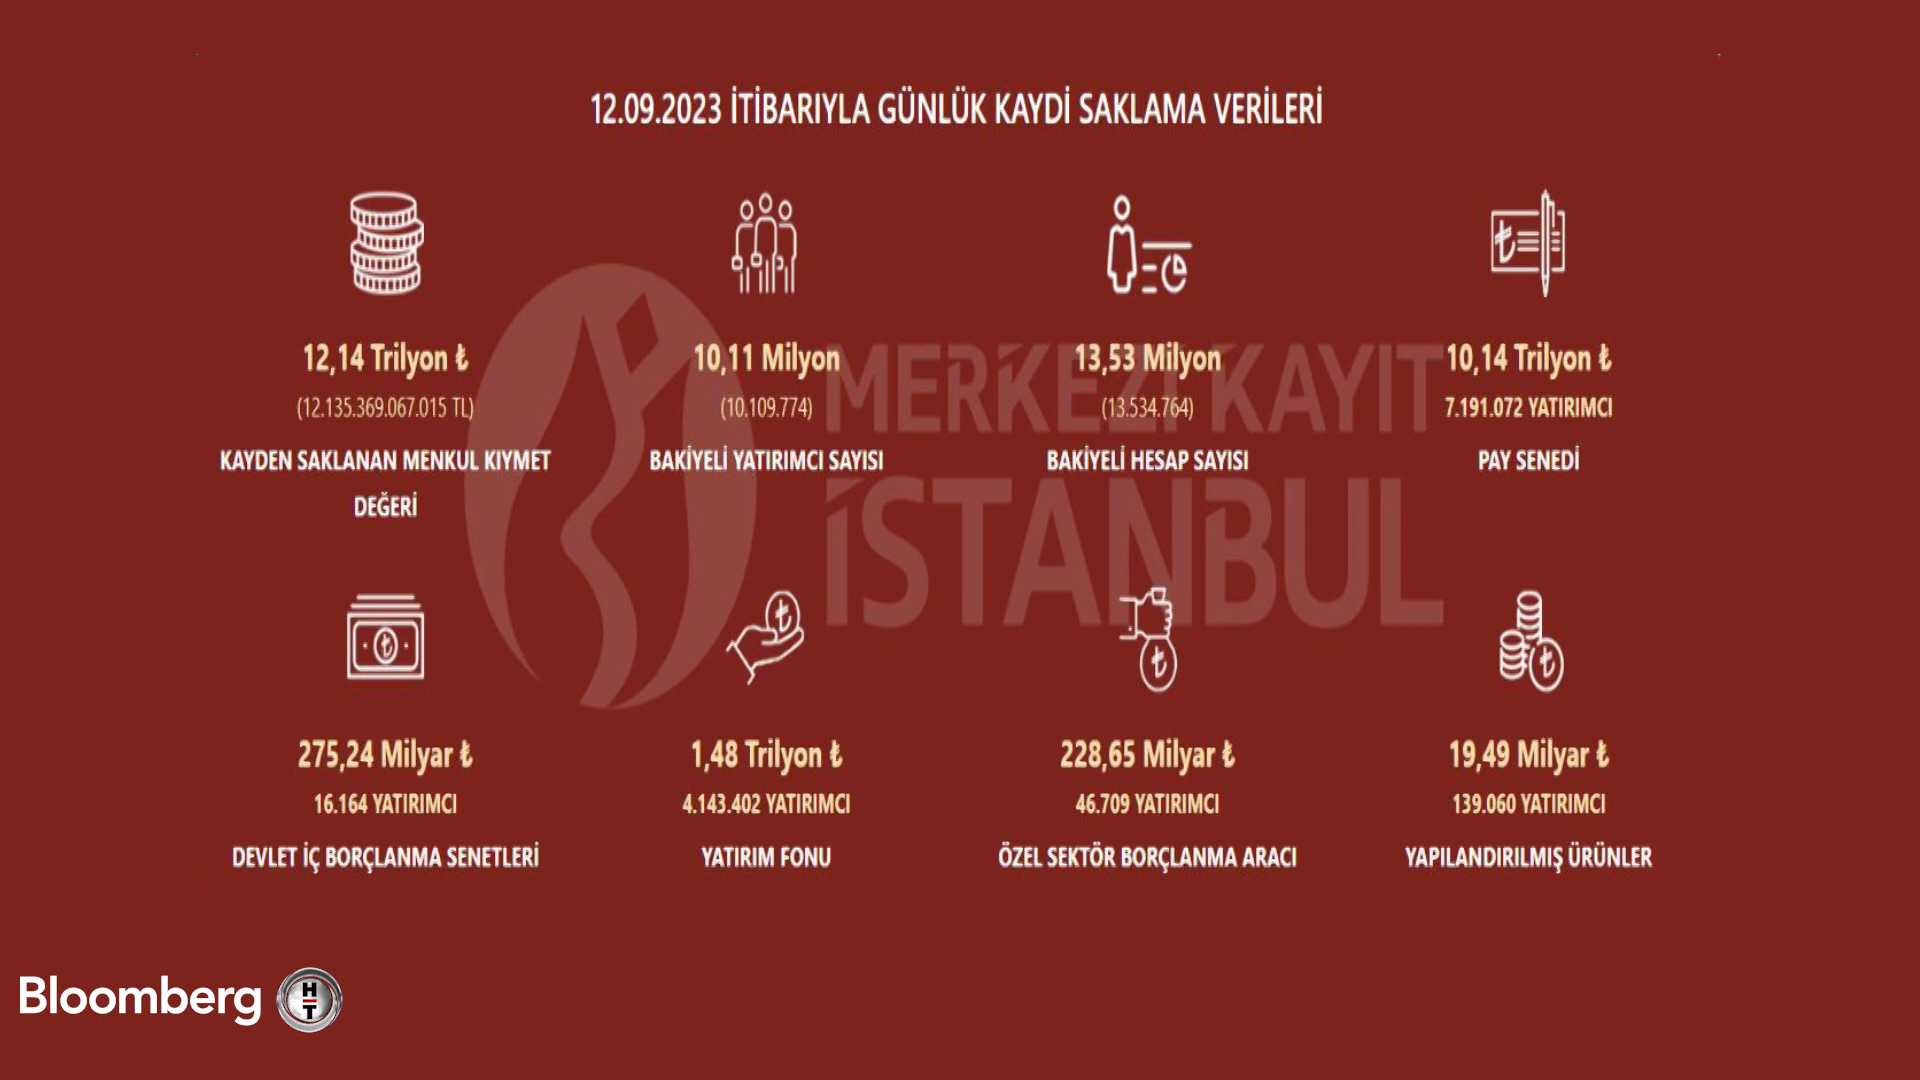 12.09.2023 İTİBARIYLA GÜNLÜK KAYDİ SAKLAMA VERİLERİ
12,14 Trilyon ₺
(12.135.369.067.015 TL)
KAYDEN SAKLANAN MENKUL KIYMET
DEĞERİ
10,11 Milyon
(10.109.774)
BAKİYELİ YATIRIMCI SAYISI
13,53 Milyon
(13.534.764)
BAKİYELİ HESAP SAYISI
10,14 Trilyon ₺
7.191.072 YATIRIMCI
PAY SENEDİ
MERKEZİ KAYIT
İSTANBUL
275,24 Milyar ₺
16.164 YATIRIMCI
DEVLET İÇ BORÇLANMA SENETLERİ
1,48 Trilyon ₺
4.143.402 YATIRIMCI
YATIRIM FONU
228,65 Milyar ₺
46.709 YATIRIMCI
ÖZEL SEKTÖR BORÇLANMA ARACI
19,49 Milyar ₺
139.060 YATIRIMCI
YAPILANDIRILMIŞ ÜRÜNLER
Bloomberg HT